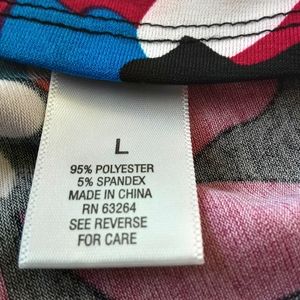 L
95% POLYESTER
5% SPANDEX
MADE IN CHINA
RN 63264
SEE REVERSE
FOR CARE